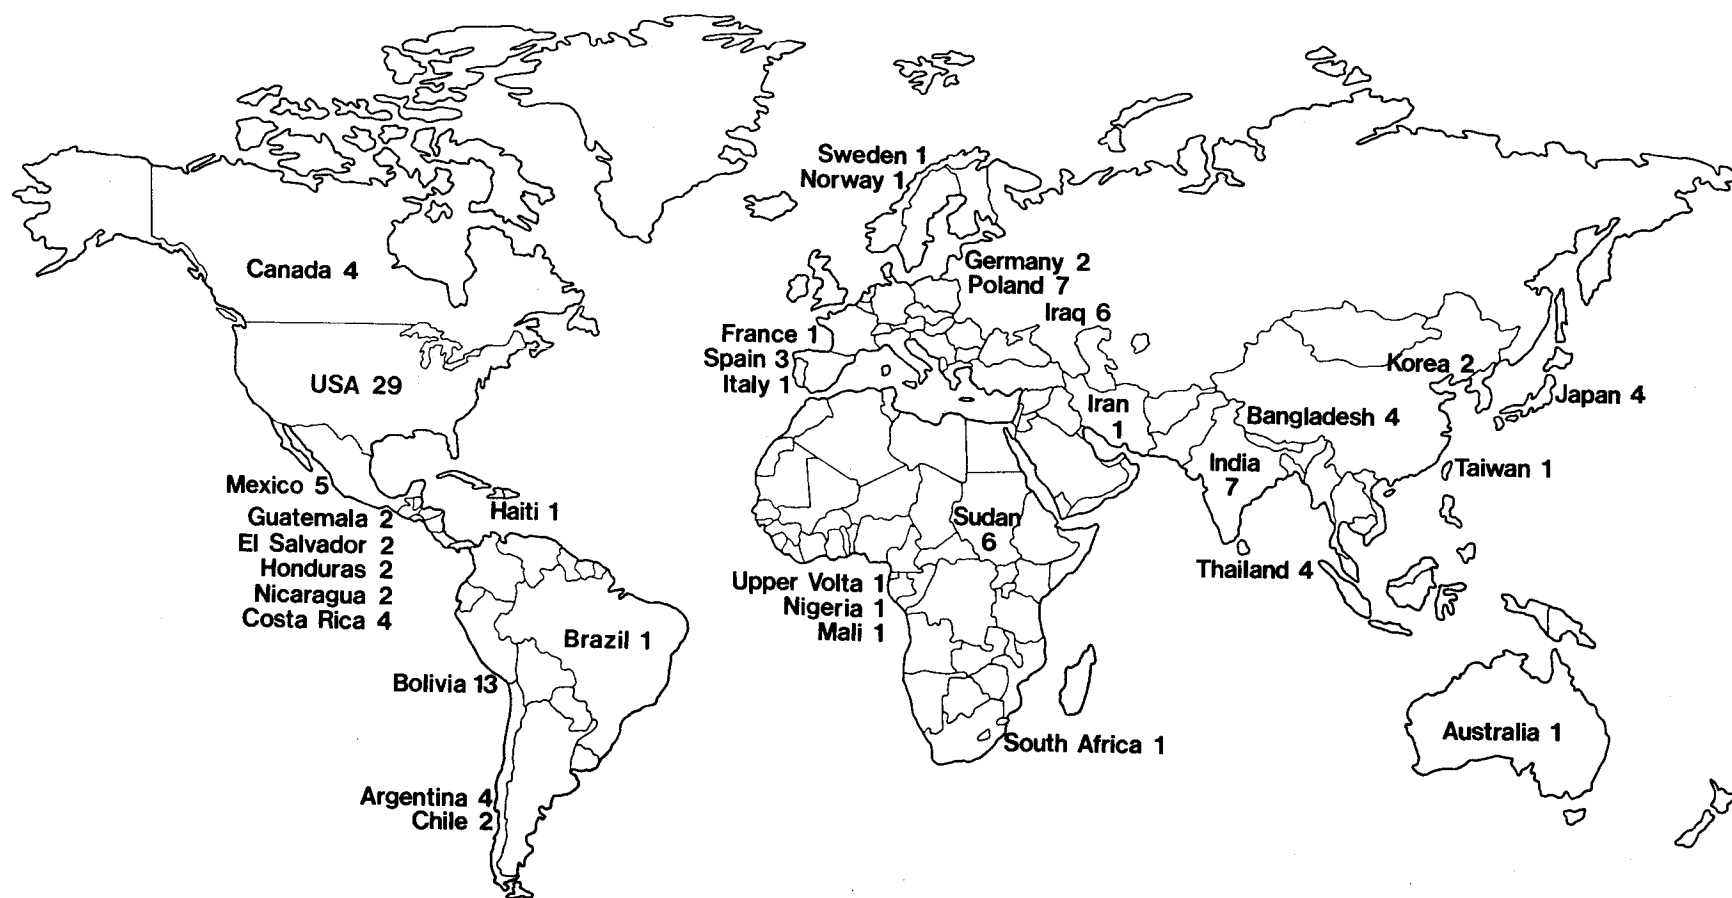 Sweden 1
Norway 1
Canada 4
Germany 2
Poland 7
Iraq 6
France 1
Spain 3
Italy 1
USA 29
Korea 2
Japan 4
Iran
1
Bangladesh 4
India
7
Taiwan 1
Mexico 5
Haiti 1
Guatemala 2
El Salvador 2
Honduras 2
Nicaragua 2
Costa Rica 4
Sudan
6
Thailand 4
Upper Volta 1
Nigeria 1
Mali 1
Brazil 1
Bolivia 13
South Africa 1
Australia 1
Argentina 4
Chile 2